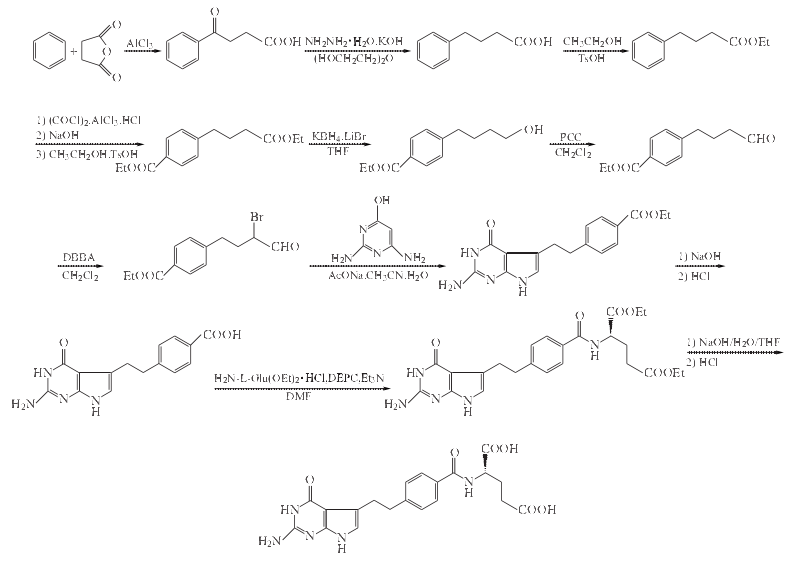 O
O
O
O
+
AlCl3
COOH
NH2NH2·H2O.KOH
(HOCH2CH2)2O
COOH
CH3CH2OH
TsOH
COOEt
1) (COCl)2.AlCl3.HCl
2) NaOH
3) CH3CH2OH.TsOH
COOEt
EtOOC
KBH4.LiBr
THF
OH
EtOOC
PCC
CH2Cl2
CHO
EtOOC
DBBA
CH2Cl2
Br
CHO
EtOOC
OH
N
H2N
N
NH2
AcONa.CH3CN.H2O
O
HN
H2N
N
N
H
COOEt
1) NaOH
2) HCl
COOH
O
HN
H2N
N
N
H
H2N-L-Glu(OEt)2·HCl,DEPC,Et3N
DMF
COOEt
O
N
H
COOEt
O
HN
H2N
N
N
H
1) NaOH/H2O/THF
2) HCl
COOH
O
N
H
COOH
O
HN
H2N
N
N
H